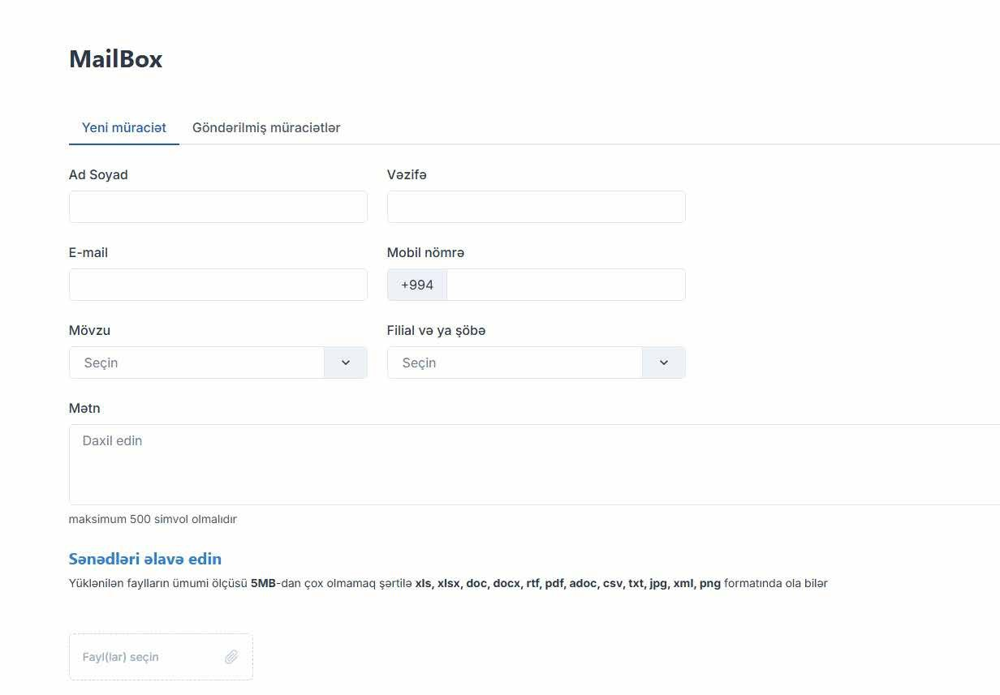 MailBox
Yeni müraciət Göndərilmiş müraciətlər
Ad Soyad Vəzifə
E-mail Mobil nömrə
+994
Mövzu Filial və ya şöbə
Seçin Seçin
Mətn
Daxil edin
maksimum 500 simvol olmalıdır
Sənədləri əlavə edin
Yüklənilən faylların ümumi ölçüsü 5MB-dan çox olmamaq şərtilə xls, xlsx, doc, docx, rtf, pdf, adoc, csv, txt, jpg, xml, png formatında ola bilər
Fayl(lar) seçin